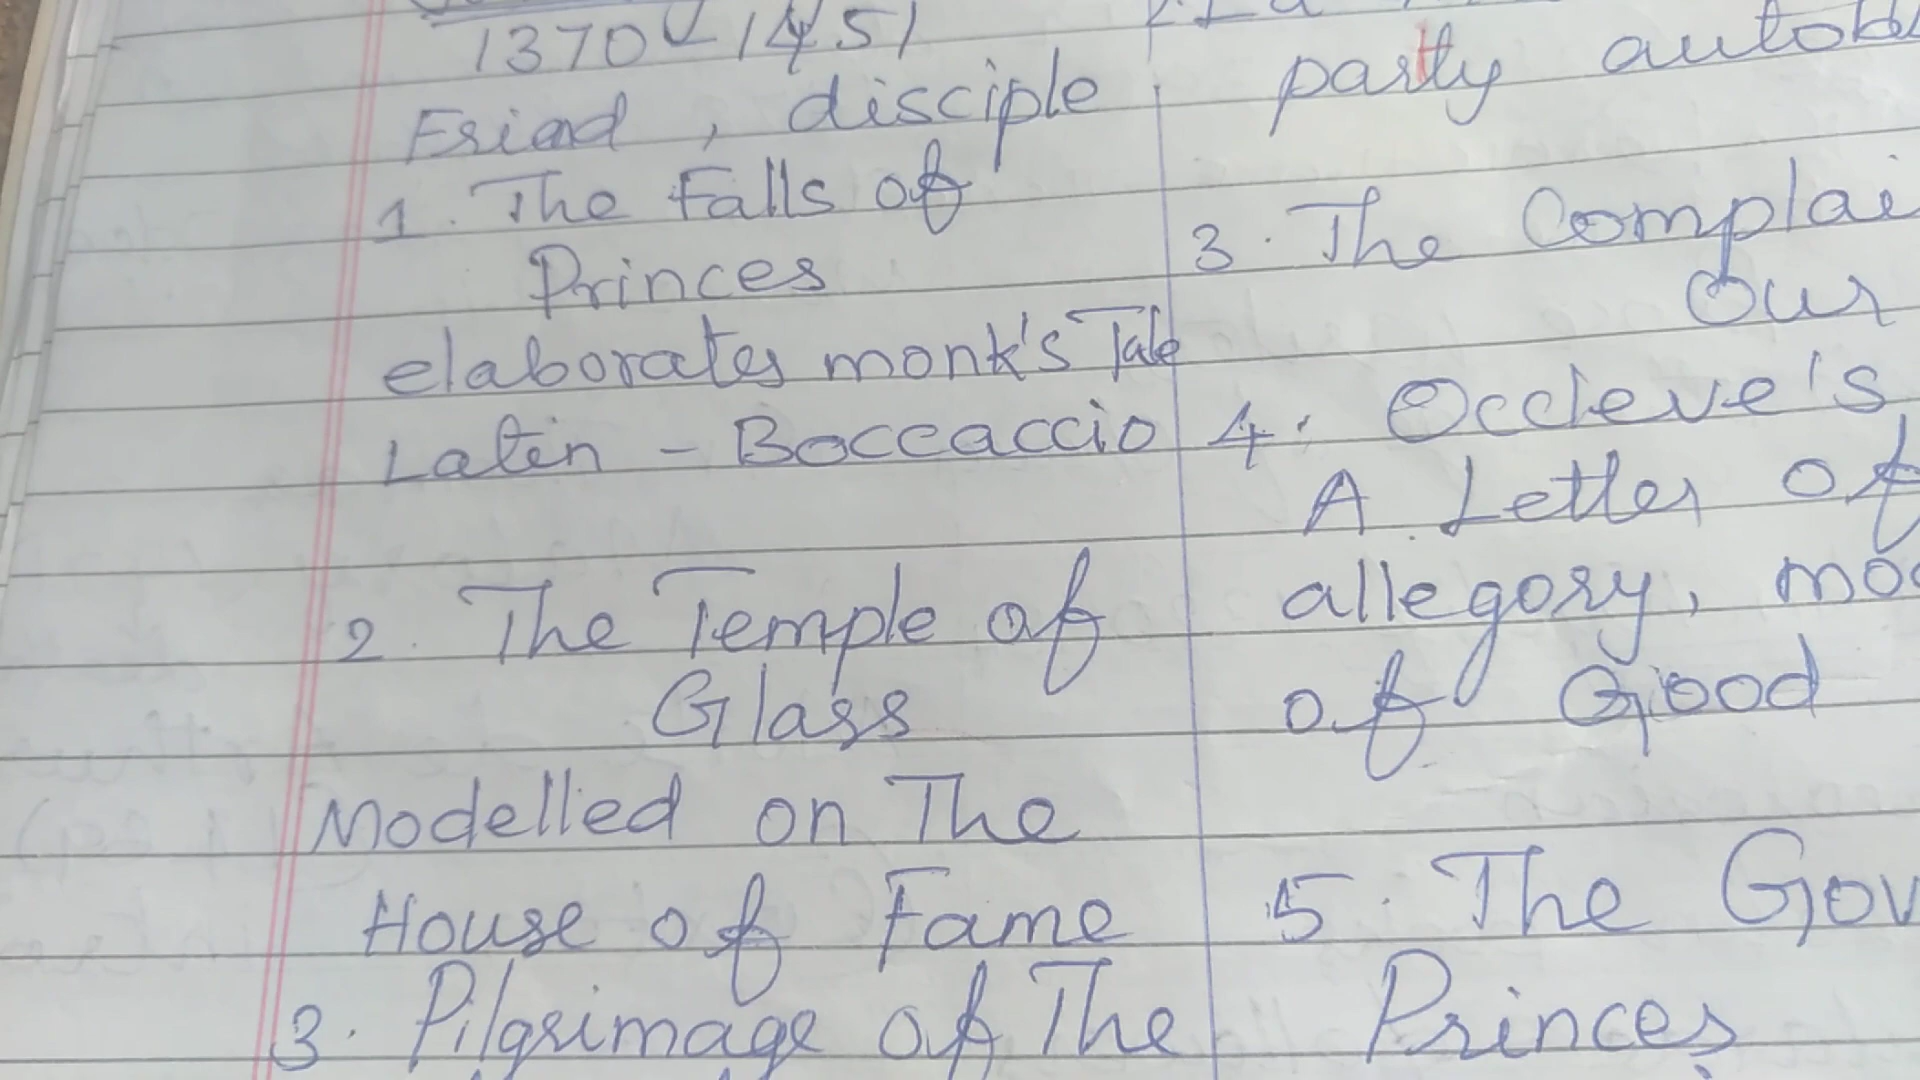 1370 - 1451
Friend, disciple
1. The Falls of
Princes
elaborates monk's Tale
Latin - Boccaccio
2. The Temple of
Glass
Modelled on The
House of Fame
3. Pilgrimage of The
partly
3. The
Our
4. Occleve's
A Letter of
allegory,
of Good
5. The
Princes